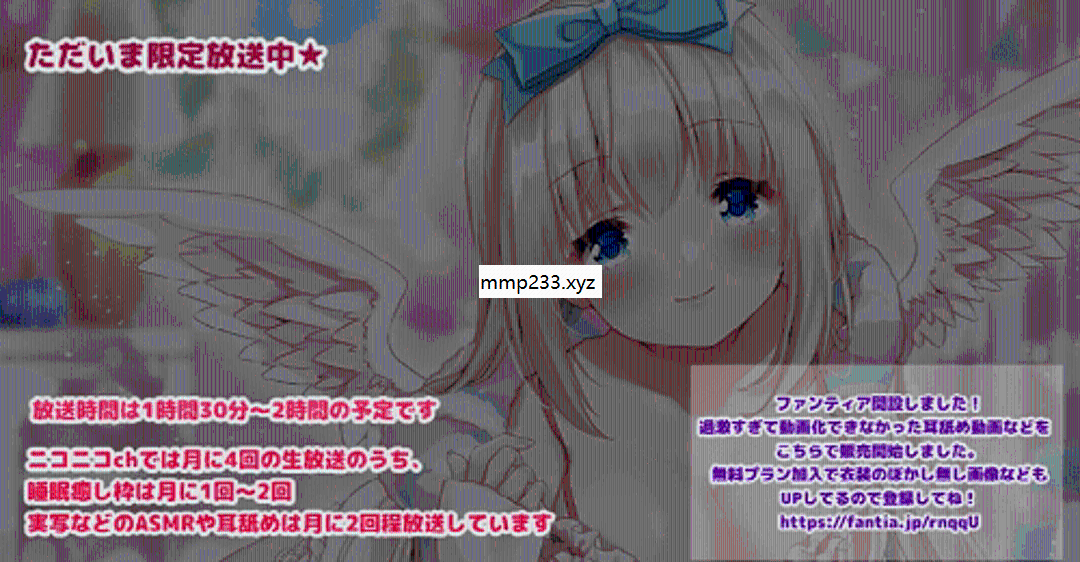 ただいま限定放送中★
mmp233.xyz
放送時間は1時間30分～2時間の予定です
ニコニコchでは月に4回の生放送のうち、
睡眠癒し枠は月に1回～2回
実写などのASMRや耳舐めは月に2回程放送しています
ファンティア開設しました！
過激すぎて動画化できなかった耳舐め動画などを
こちらで販売開始しました。
無料プラン加入で衣装のぼかし無し画像なども
UPしてるので登録してね！
https://fantia.jp/rnqqU